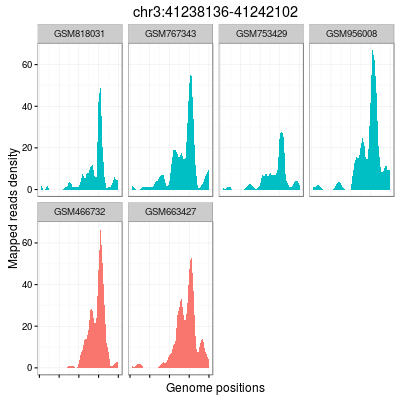 chr3:41238136-41242102
GSM818031 GSM767343 GSM753429 GSM956008
60
40
20
0
Mapped reads density
GSM466732 GSM663427
60
40
20
0
Genome positions